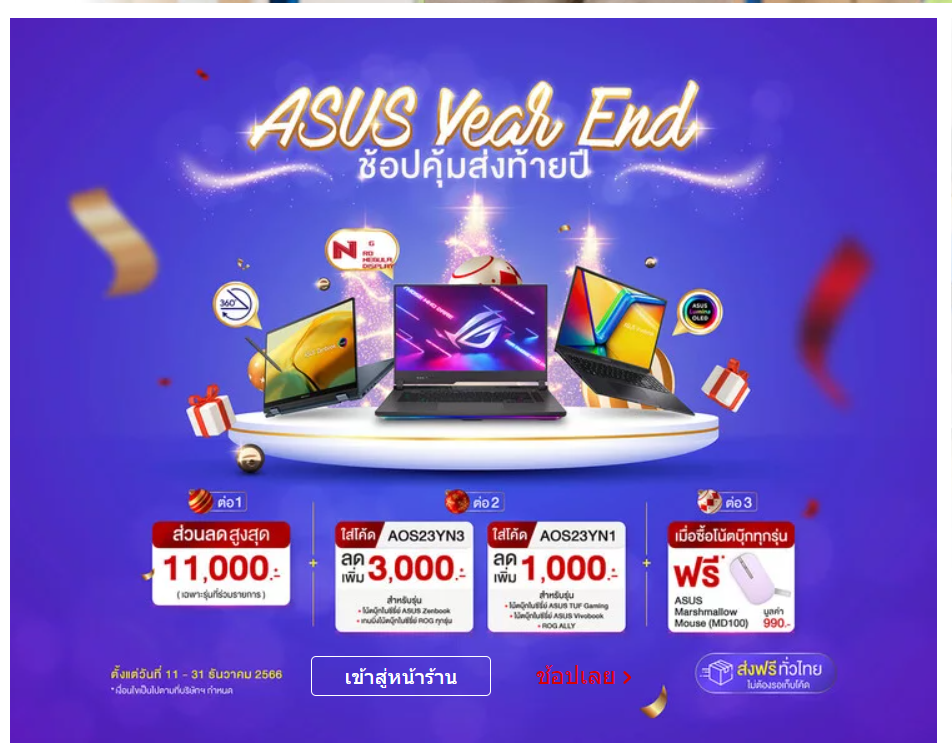 ASUS Year End
ช้อปคุ้มส่งท้ายปี
N G
RO
NEBULA
DISPLAY
360°
ASUS
Lumina
OLED
ต่อ 1
ต่อ 2
ต่อ 3
ส่วนลดสูงสุด
11,000.-
( เฉพาะรุ่นที่ร่วมรายการ )
+
ใส่โค้ด AOS23YN3
ลดเพิ่ม 3,000.-
สำหรับรุ่น
• โน้ตบุ๊กในซีรี่ย์ ASUS Zenbook
• เกมมิ่งโน้ตบุ๊กในซีรี่ย์ ROG ทุกรุ่น
ใส่โค้ด AOS23YN1
ลดเพิ่ม 1,000.-
สำหรับรุ่น
• โน้ตบุ๊กในซีรี่ย์ ASUS TUF Gaming
• โน้ตบุ๊กในซีรี่ย์ ASUS Vivobook
• ROG ALLY
+
เมื่อซื้อโน้ตบุ๊กทุกรุ่น
ฟรี*
ASUS
Marshmallow
Mouse (MD100)
มูลค่า
990.-
ตั้งแต่วันที่ 11 - 31 ธันวาคม 2566
*เงื่อนไขเป็นไปตามที่บริษัทฯ กำหนด
เข้าสู่หน้าร้าน
ช้อปเลย >
ส่งฟรี ทั่วไทย
ไม่ต้องรอเก็บโค้ด